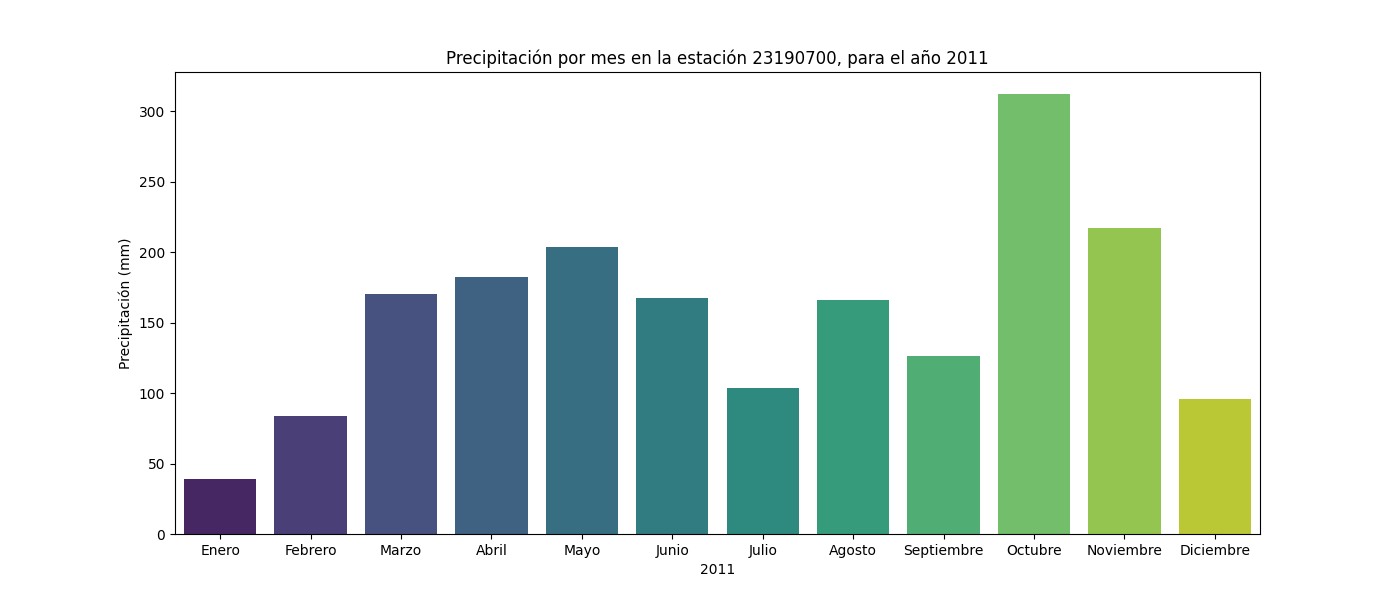 Precipitación por mes en la estación 23190700, para el año 2011
Precipitación (mm)
300
250
200
150
100
50
0
Enero Febrero Marzo Abril Mayo Junio Julio Agosto Septiembre Octubre Noviembre Diciembre
2011